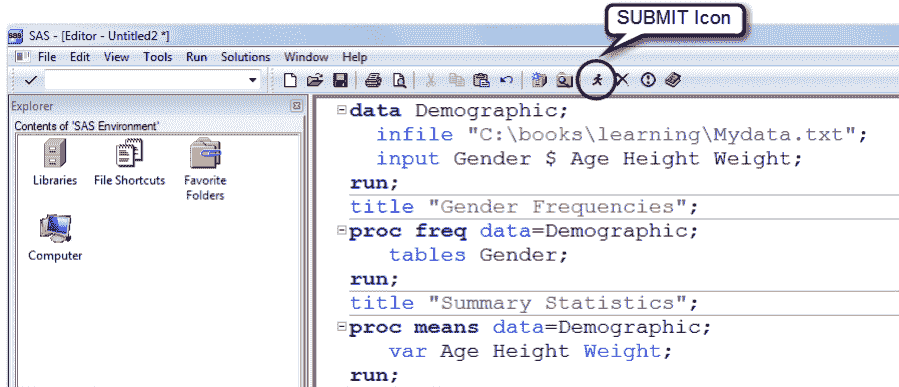 SUBMIT Icon
sas SAS - [Editor - Untitled2 *]
File Edit View Tools Run Solutions Window Help
Explorer
Contents of 'SAS Environment'
Libraries
File Shortcuts
Favorite
Folders
Computer
data Demographic;
infile "C:\books\learning\Mydata.txt";
input Gender $ Age Height Weight;
run;
title "Gender Frequencies";
proc freq data=Demographic;
tables Gender;
run;
title "Summary Statistics";
proc means data=Demographic;
var Age Height Weight;
run;